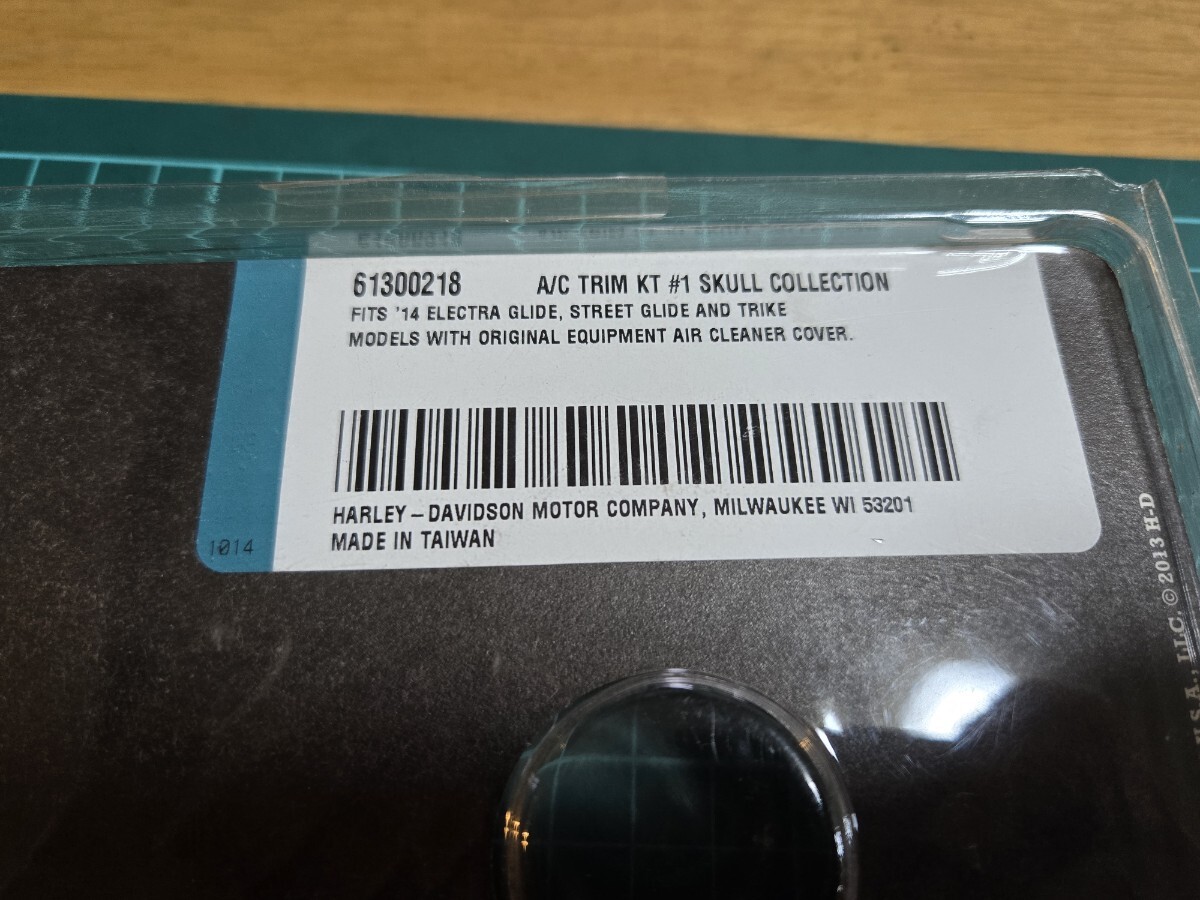 61300218 A/C TRIM KT #1 SKULL COLLECTION
FITS '14 ELECTRA GLIDE, STREET GLIDE AND TRIKE
MODELS WITH ORIGINAL EQUIPMENT AIR CLEANER COVER.
HARLEY-DAVIDSON MOTOR COMPANY, MILWAUKEE WI 53201
MADE IN TAIWAN
1014
LLC. © 2013 H-D